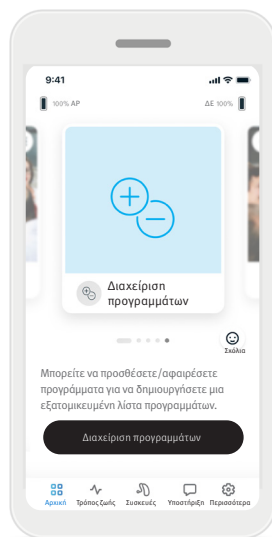 9:41
100% ΑΡ
ΔΕ 100%
Διαχείριση
προγραμμάτων
Σχόλια
Μπορείτε να προσθέσετε/αφαιρέσετε
προγράμματα για να δημιουργήσετε μια
εξατομικευμένη λίστα προγραμμάτων.
Διαχείριση προγραμμάτων
Αρχική Τρόπος ζωής Συσκευές Υποστήριξη Περισσότερα